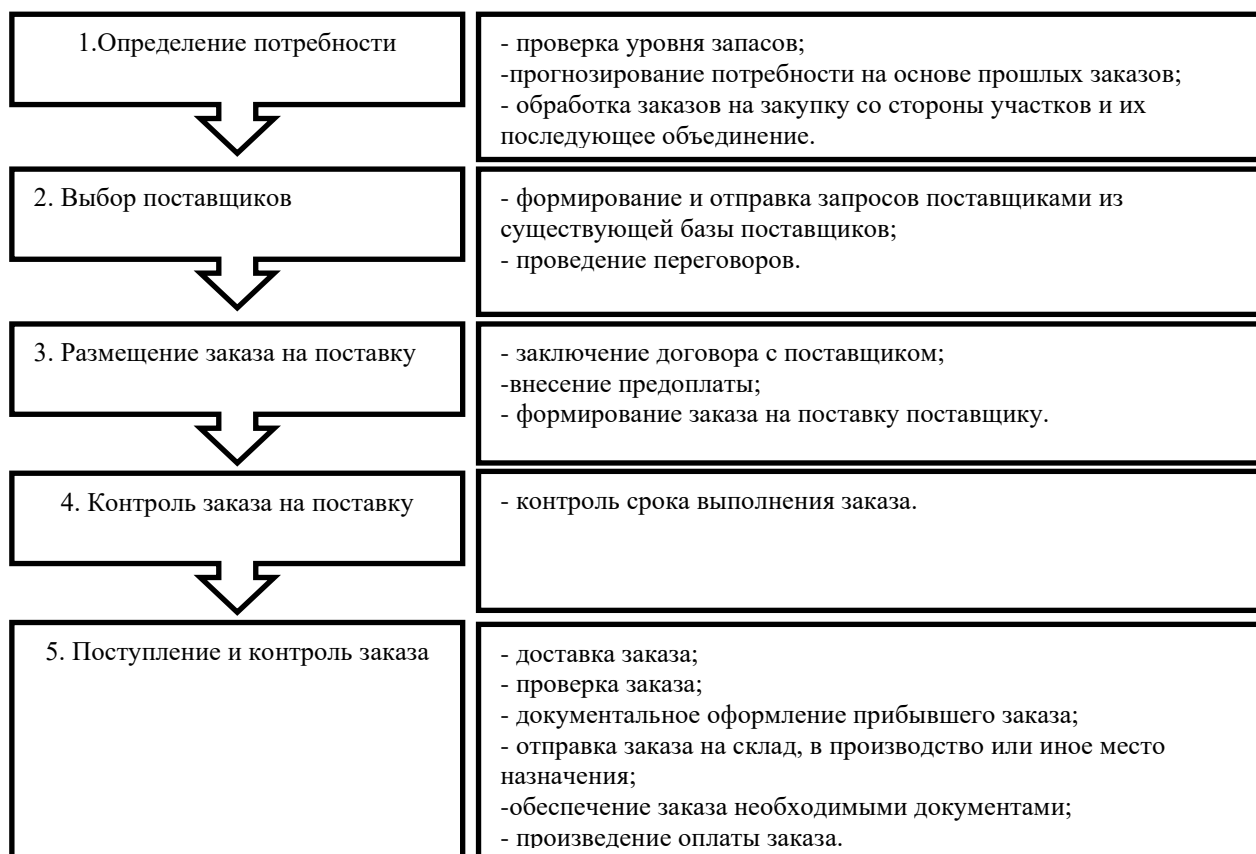 1.Определение потребности
- проверка уровня запасов;
-прогнозирование потребности на основе прошлых заказов;
- обработка заказов на закупку со стороны участков и их
последующее объединение.
2. Выбор поставщиков
- формирование и отправка запросов поставщиками из
существующей базы поставщиков;
- проведение переговоров.
3. Размещение заказа на поставку
- заключение договора с поставщиком;
-внесение предоплаты;
- формирование заказа на поставку поставщику.
4. Контроль заказа на поставку
- контроль срока выполнения заказа.
5. Поступление и контроль заказа
- доставка заказа;
- проверка заказа;
- документальное оформление прибывшего заказа;
- отправка заказа на склад, в производство или иное место
назначения;
-обеспечение заказа необходимыми документами;
- произведение оплаты заказа.